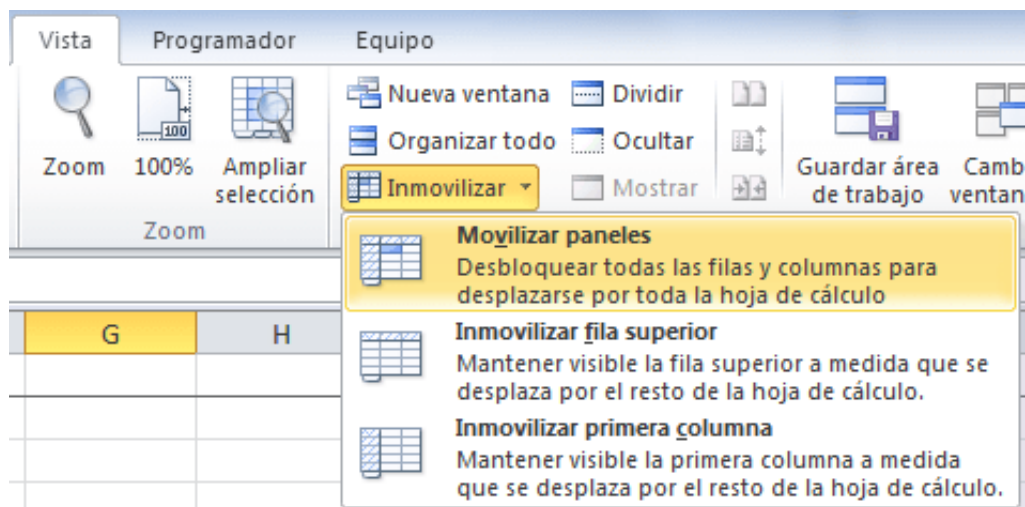 Vista Programador Equipo
Nueva ventana Dividir
Organizar todo Ocultar
Inmovilizar Mostrar
Zoom 100% Ampliar selección
100
Guardar área de trabajo
Zoom
Movilizar paneles
Desbloquear todas las filas y columnas para
desplazarse por toda la hoja de cálculo
Inmovilizar fila superior
Mantener visible la fila superior a medida que se
desplaza por el resto de la hoja de cálculo.
Inmovilizar primera columna
Mantener visible la primera columna a medida
que se desplaza por el resto de la hoja de cálculo.
G H